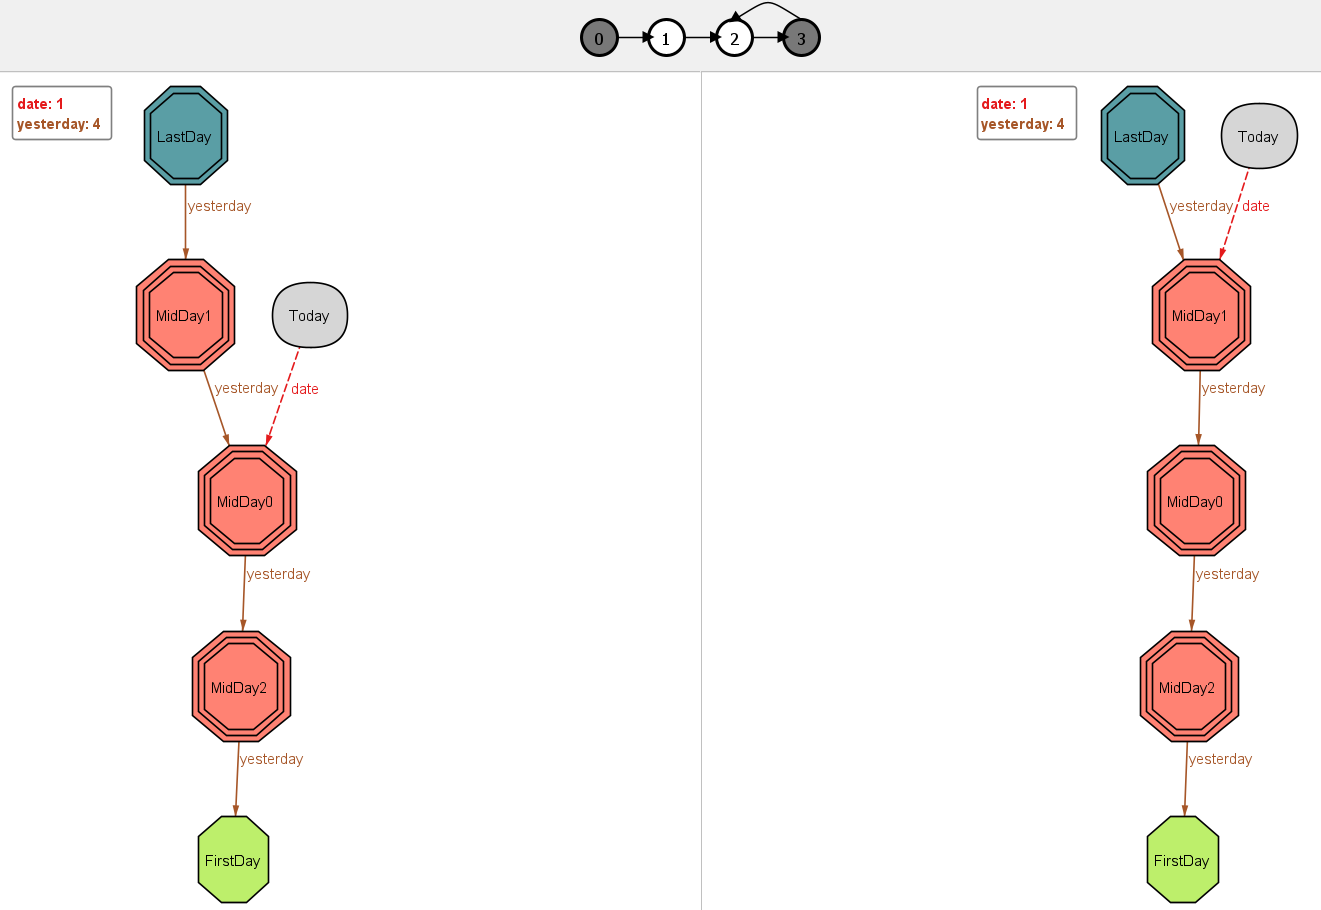 0
1
2
3
date: 1
yesterday: 4
LastDay
yesterday
MidDay1
Today
yesterday
date
MidDay0
yesterday
MidDay2
yesterday
FirstDay
date: 1
yesterday: 4
LastDay
Today
yesterday
date
MidDay1
yesterday
MidDay0
yesterday
MidDay2
yesterday
FirstDay